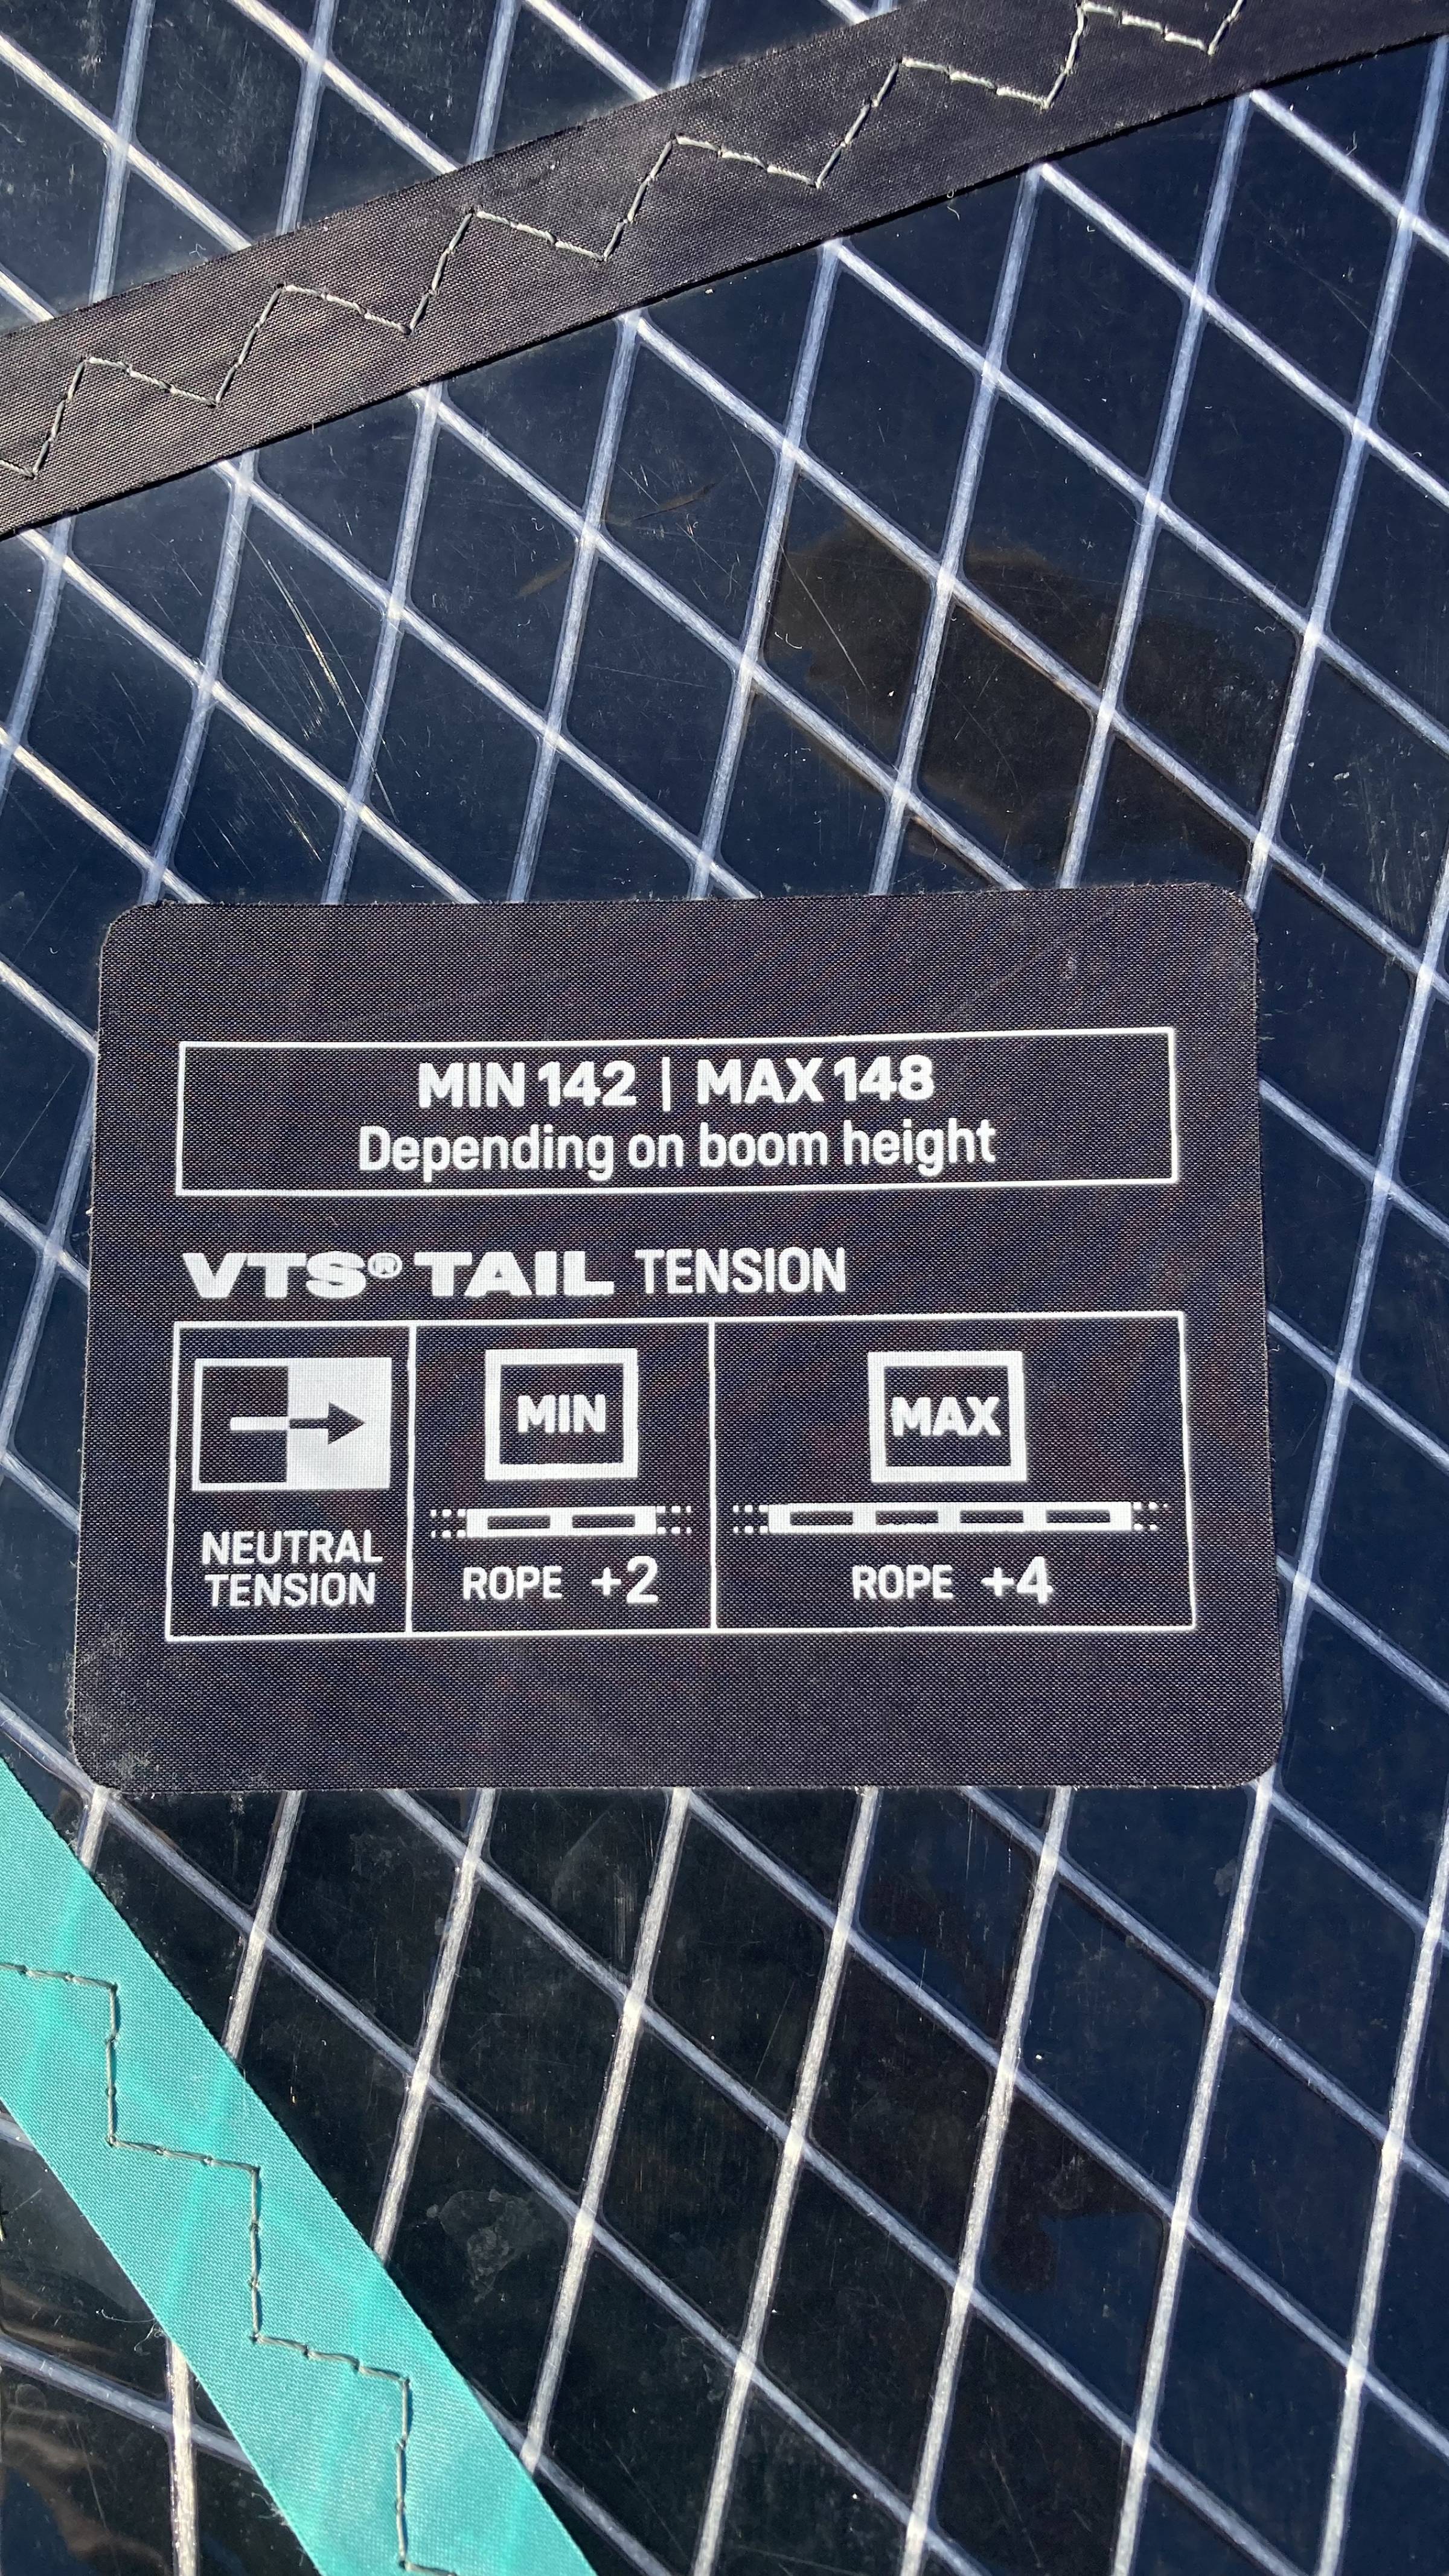 MIN 142 | MAX 148
Depending on boom height
VTS® TAIL TENSION
MIN
MAX
NEUTRAL
TENSION
ROPE +2
ROPE +4